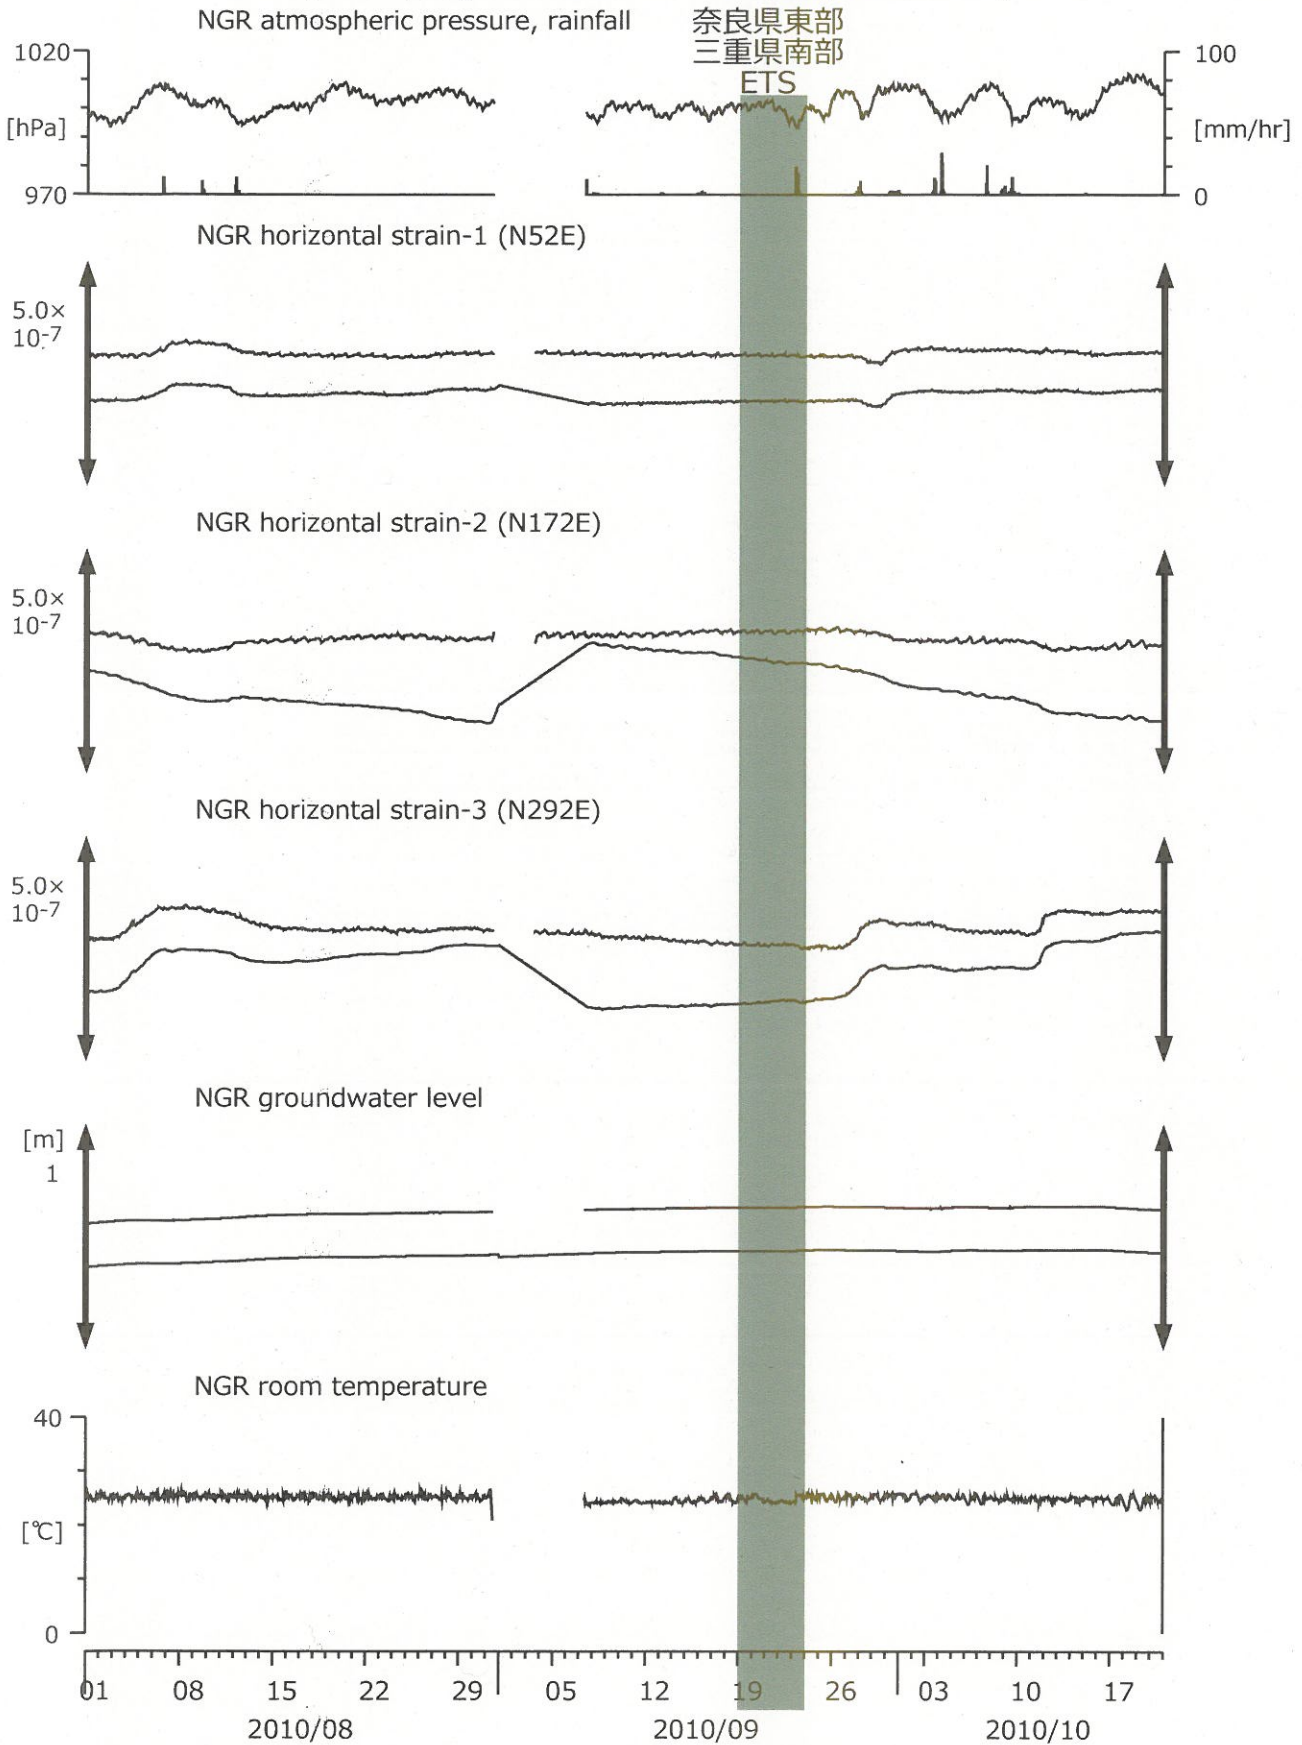 NGR atmospheric pressure, rainfall
奈良県東部
三重県南部
ETS
1020
[hPa]
970
100
[mm/hr]
0
NGR horizontal strain-1 (N52E)
5.0×
10-7
NGR horizontal strain-2 (N172E)
5.0×
10-7
NGR horizontal strain-3 (N292E)
5.0×
10-7
NGR groundwater level
[m]
1
NGR room temperature
40
[℃]
0
01 08 15 22 29 05 12 19 26 03 10 17
2010/08 2010/09 2010/10